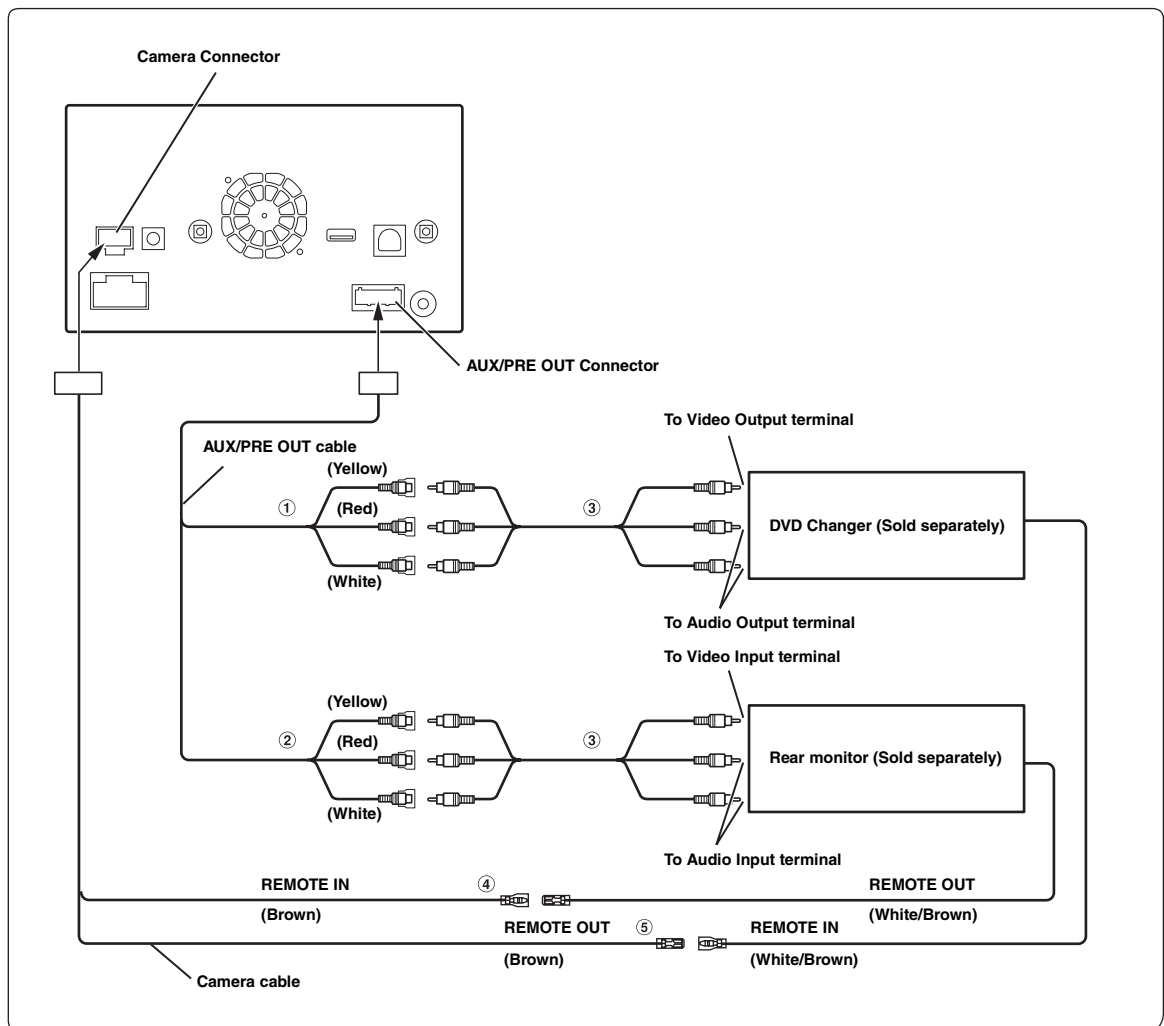 Camera Connector
AUX/PRE OUT Connector
To Video Output terminal
AUX/PRE OUT cable
(Yellow)
①
(Red)
③
DVD Changer (Sold separately)
(White)
To Audio Output terminal
To Video Input terminal
(Yellow)
②
(Red)
③
Rear monitor (Sold separately)
(White)
To Audio Input terminal
REMOTE IN
④
REMOTE OUT
(Brown)
(White/Brown)
REMOTE OUT
⑤
REMOTE IN
(Brown)
(White/Brown)
Camera cable